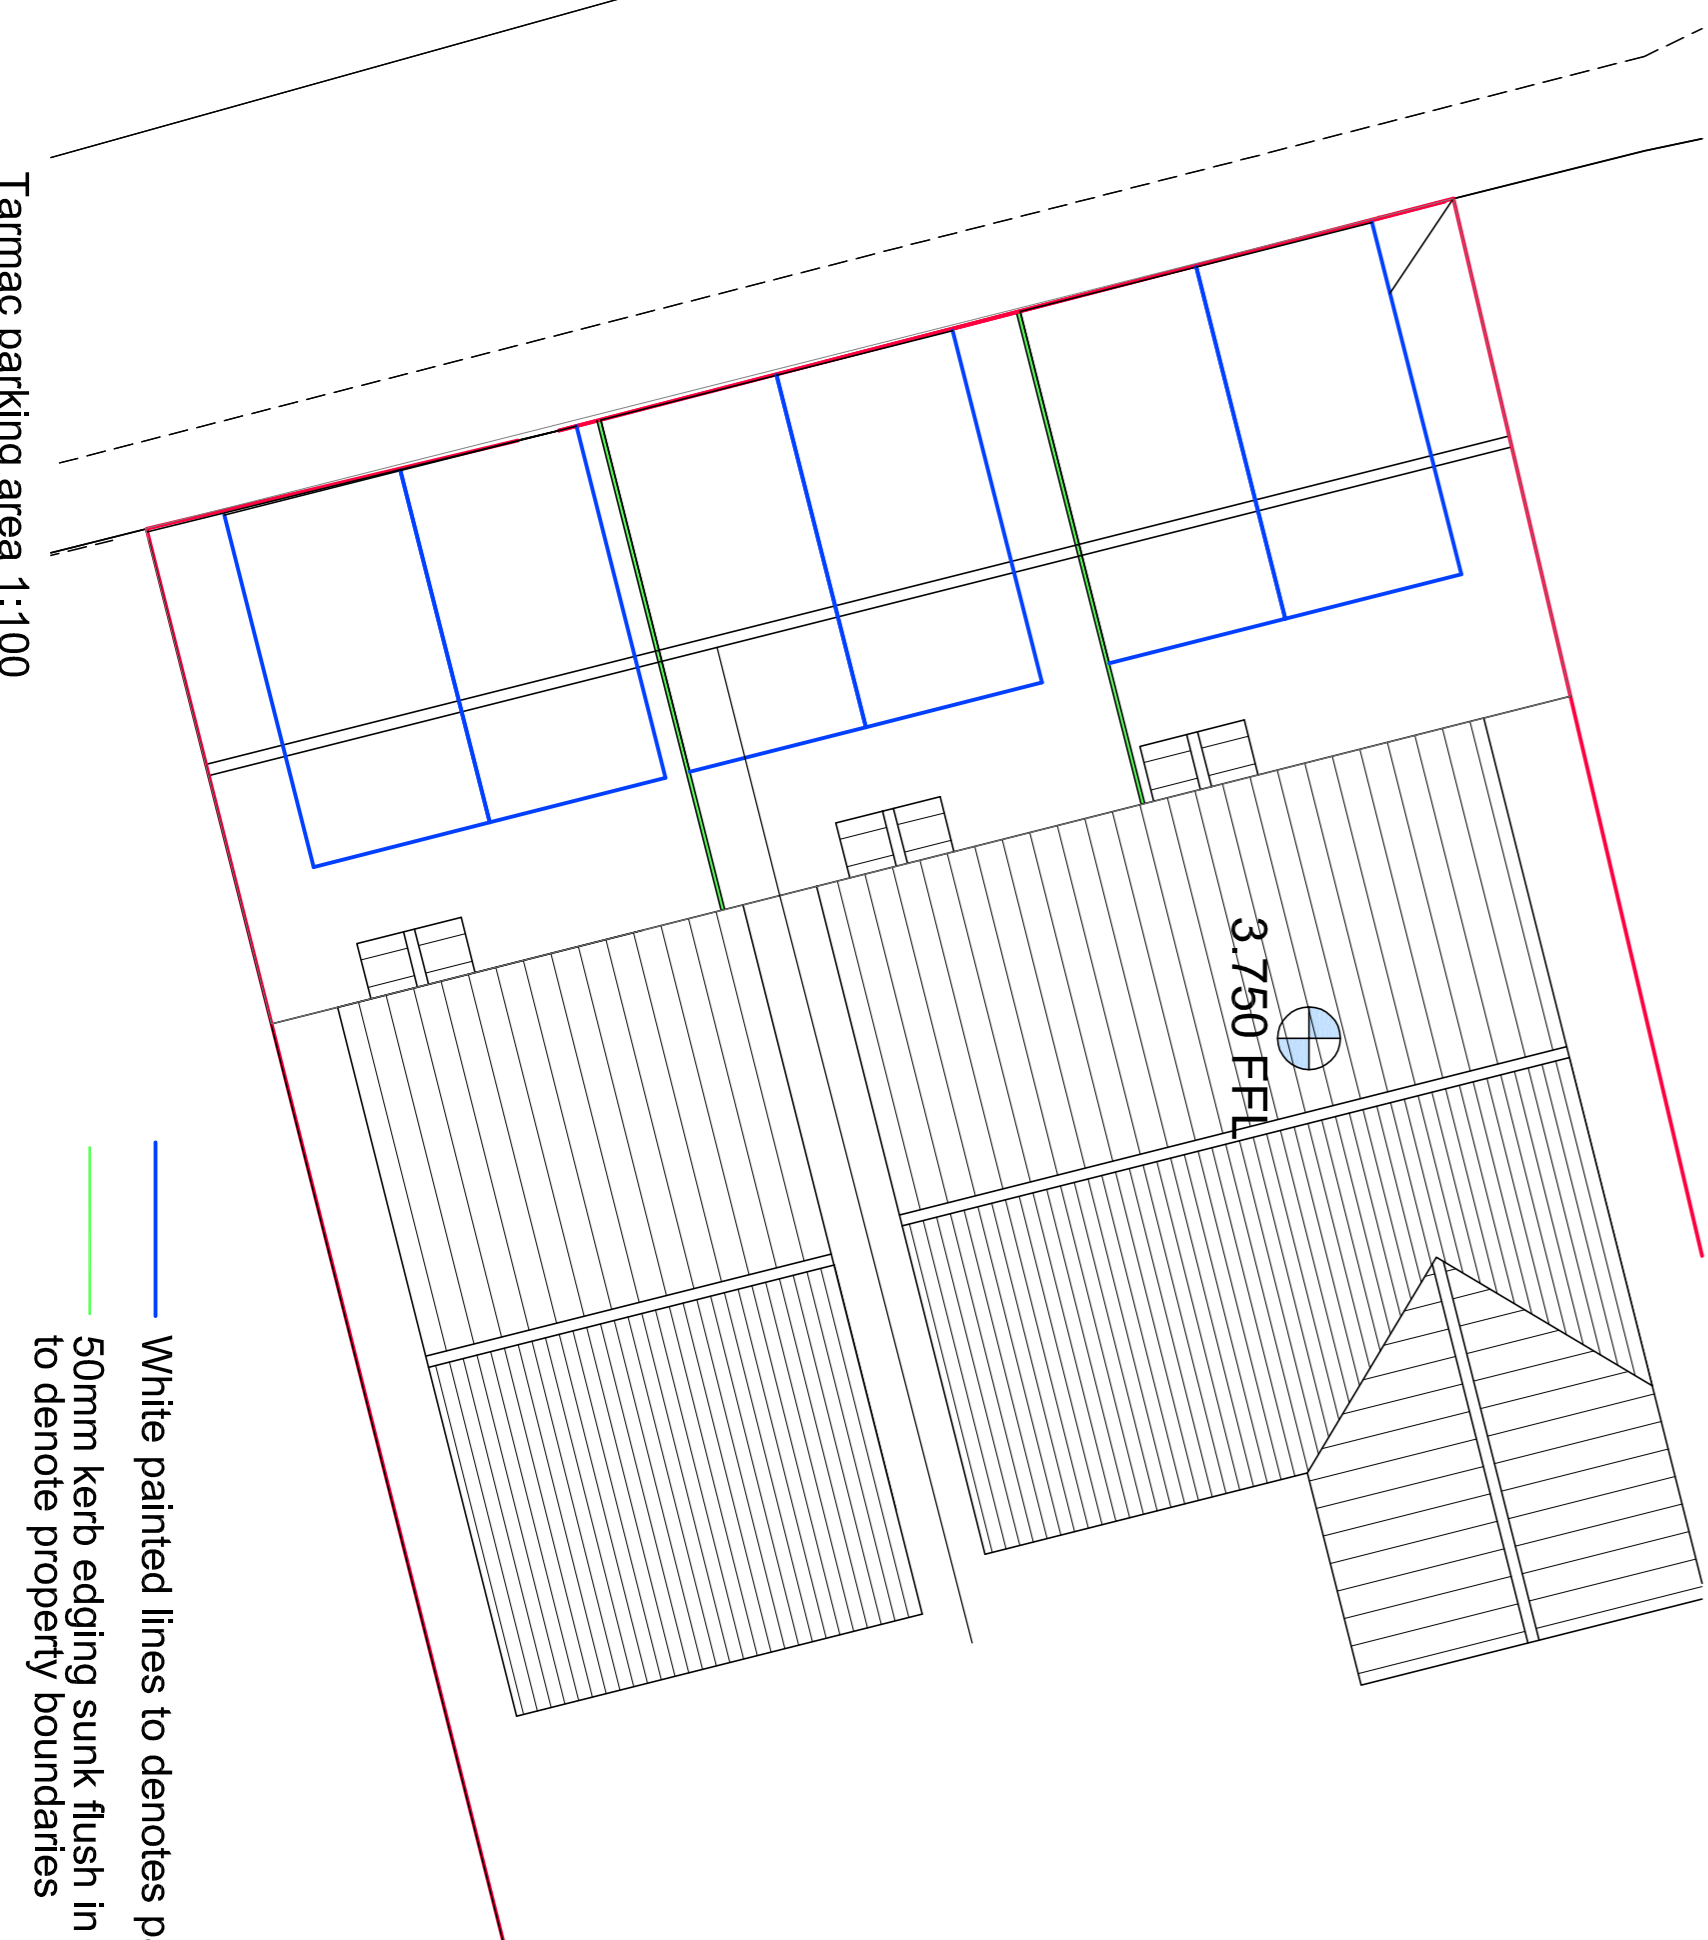 Tarmac parking area 1:100
3.750 FFL
White painted lines to denotes
50mm kerb edging sunk flush in
to denote property boundaries